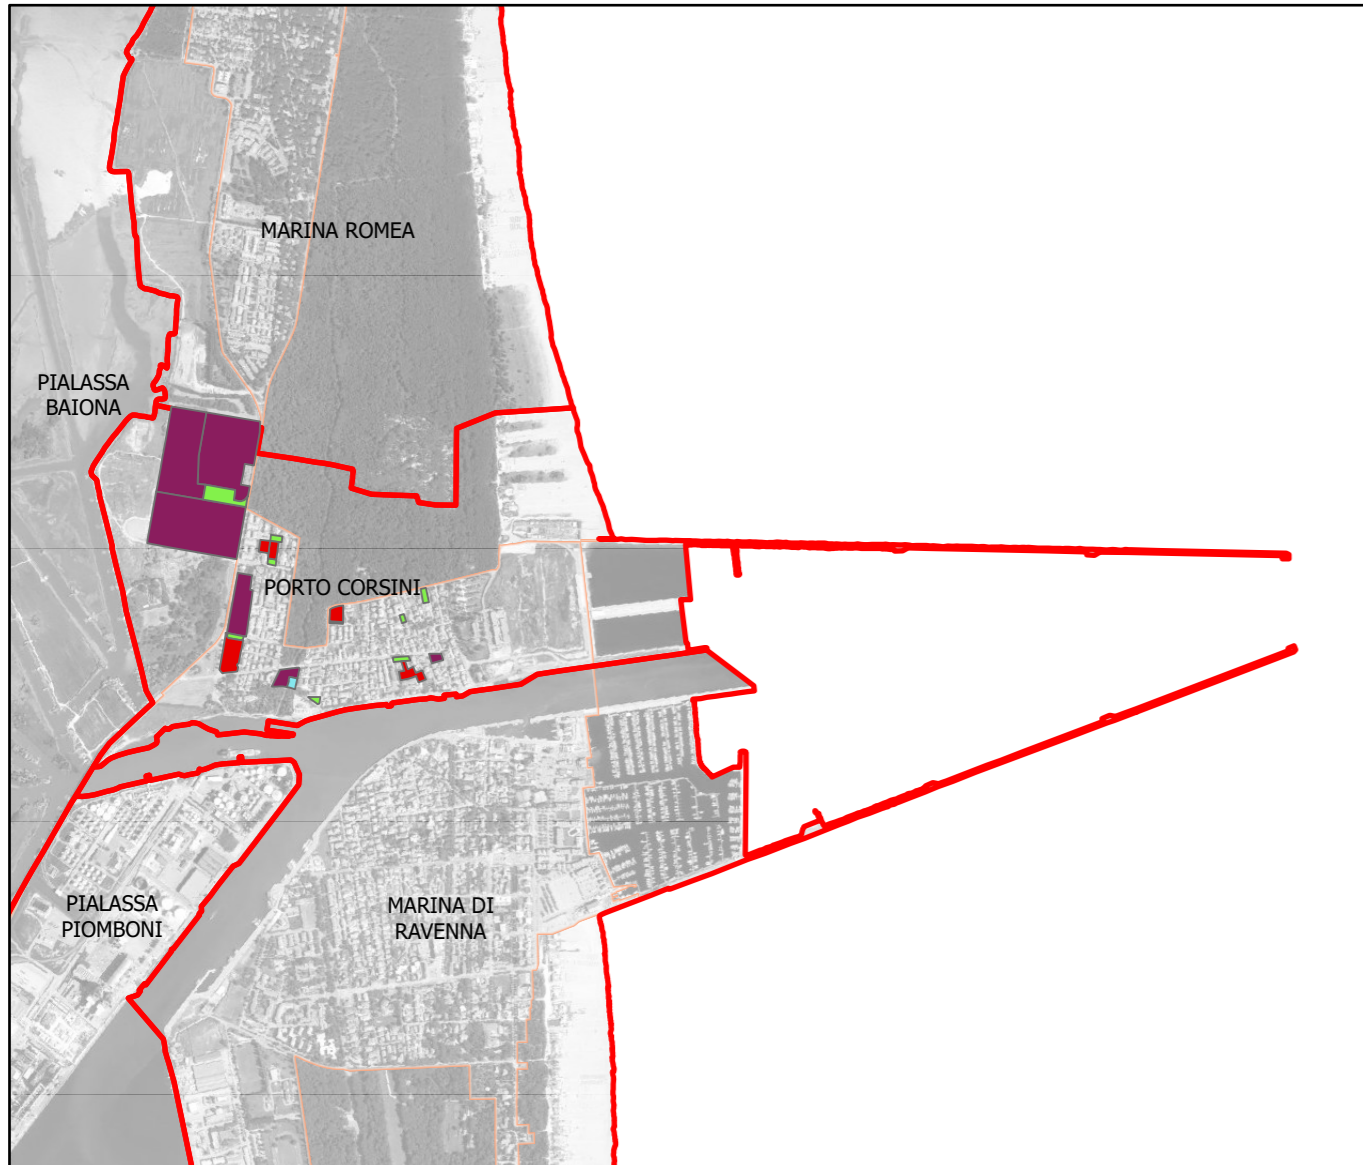 MARINA ROMEA
PIALASSA
BAIONA
PORTO CORSINI
PIALASSA
PIOMBONI
MARINA DI
RAVENNA